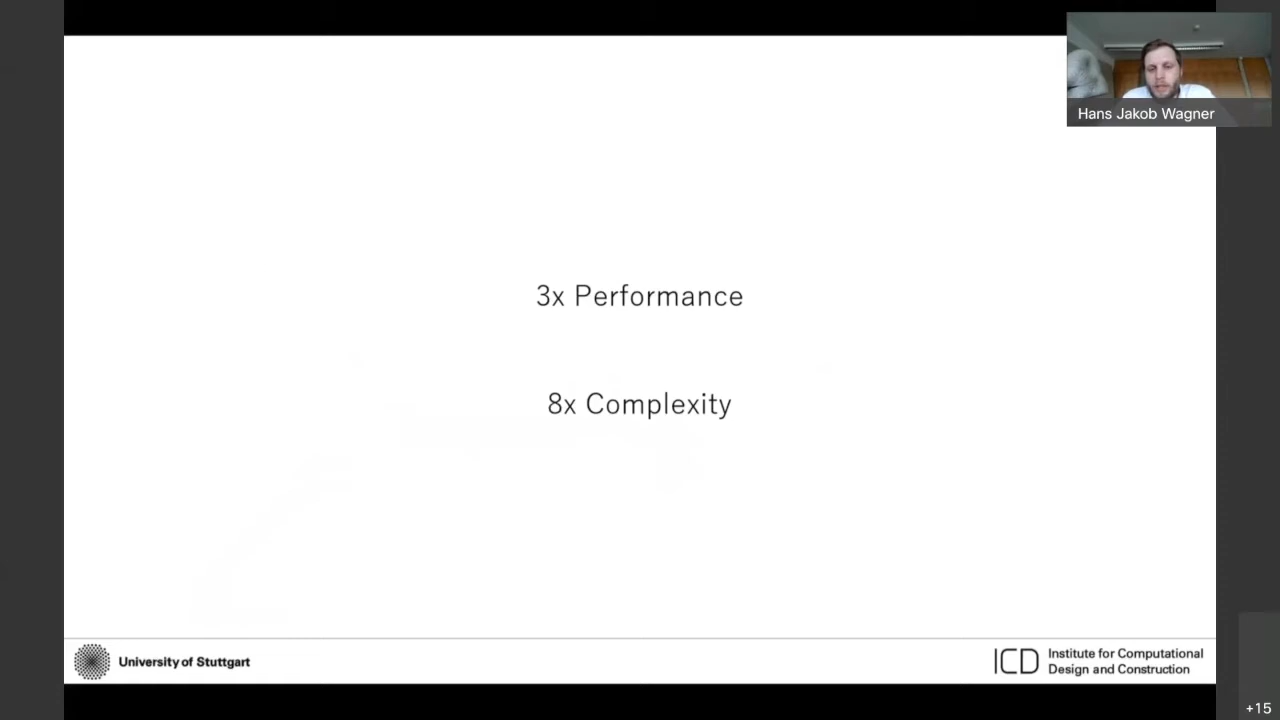 Hans Jakob Wagner
3x Performance
8x Complexity
University of Stuttgart
ICD
Institute for Computational
Design and Construction
+15